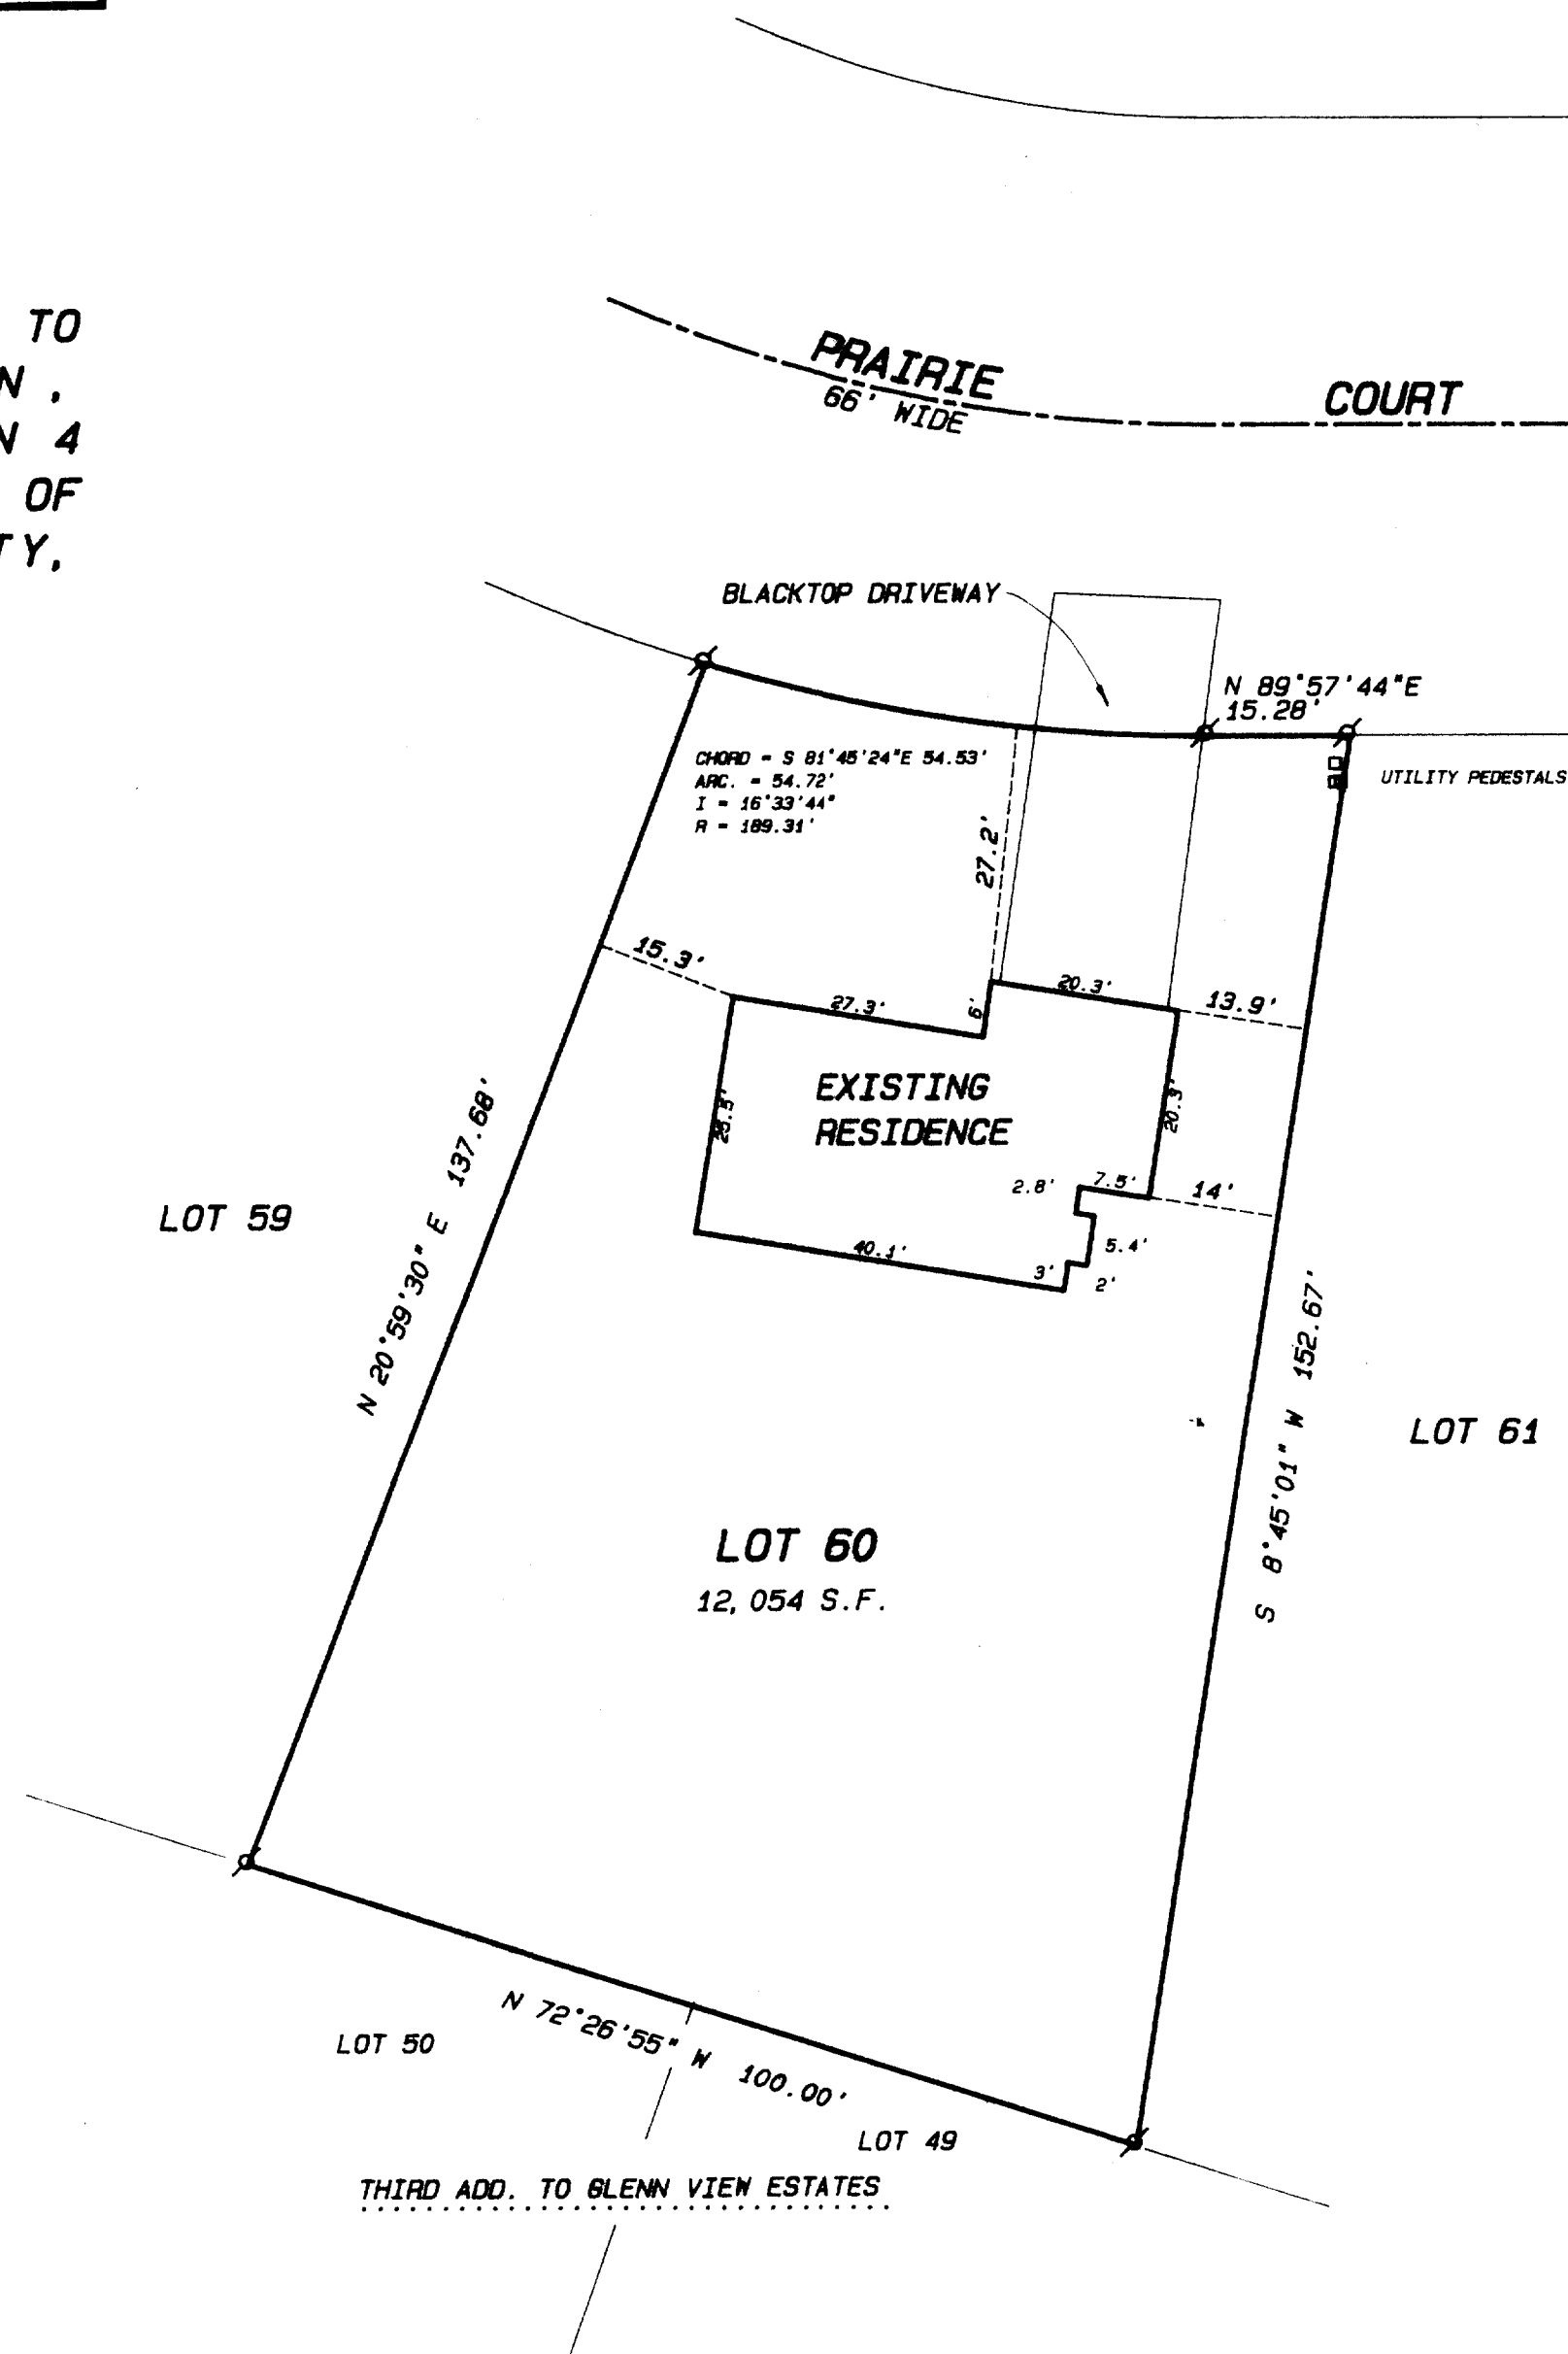 TO
N,
N 4
OF
TY,
PRAIRIE COURT
66' WIDE
BLACKTOP DRIVEWAY
N 89°57'44"E
15.28'
CHORD = S 81°45'24"E 54.53'
ARC. = 54.72'
I = 16°33'44"
R = 189.31'
UTILITY PEDESTALS
27.2'
15.3'
27.3'
6'
20.3'
13.9'
EXISTING
RESIDENCE
20.3'
2.8'
7.5'
14'
5.4'
40.1'
3'
2'
N 20°59'30" E 137.68'
LOT 59
S 8°45'01" W 152.67'
LOT 61
LOT 60
12,054 S.F.
N 72°26'55" W 100.00'
LOT 50
LOT 49
THIRD ADD. TO GLENN VIEW ESTATES